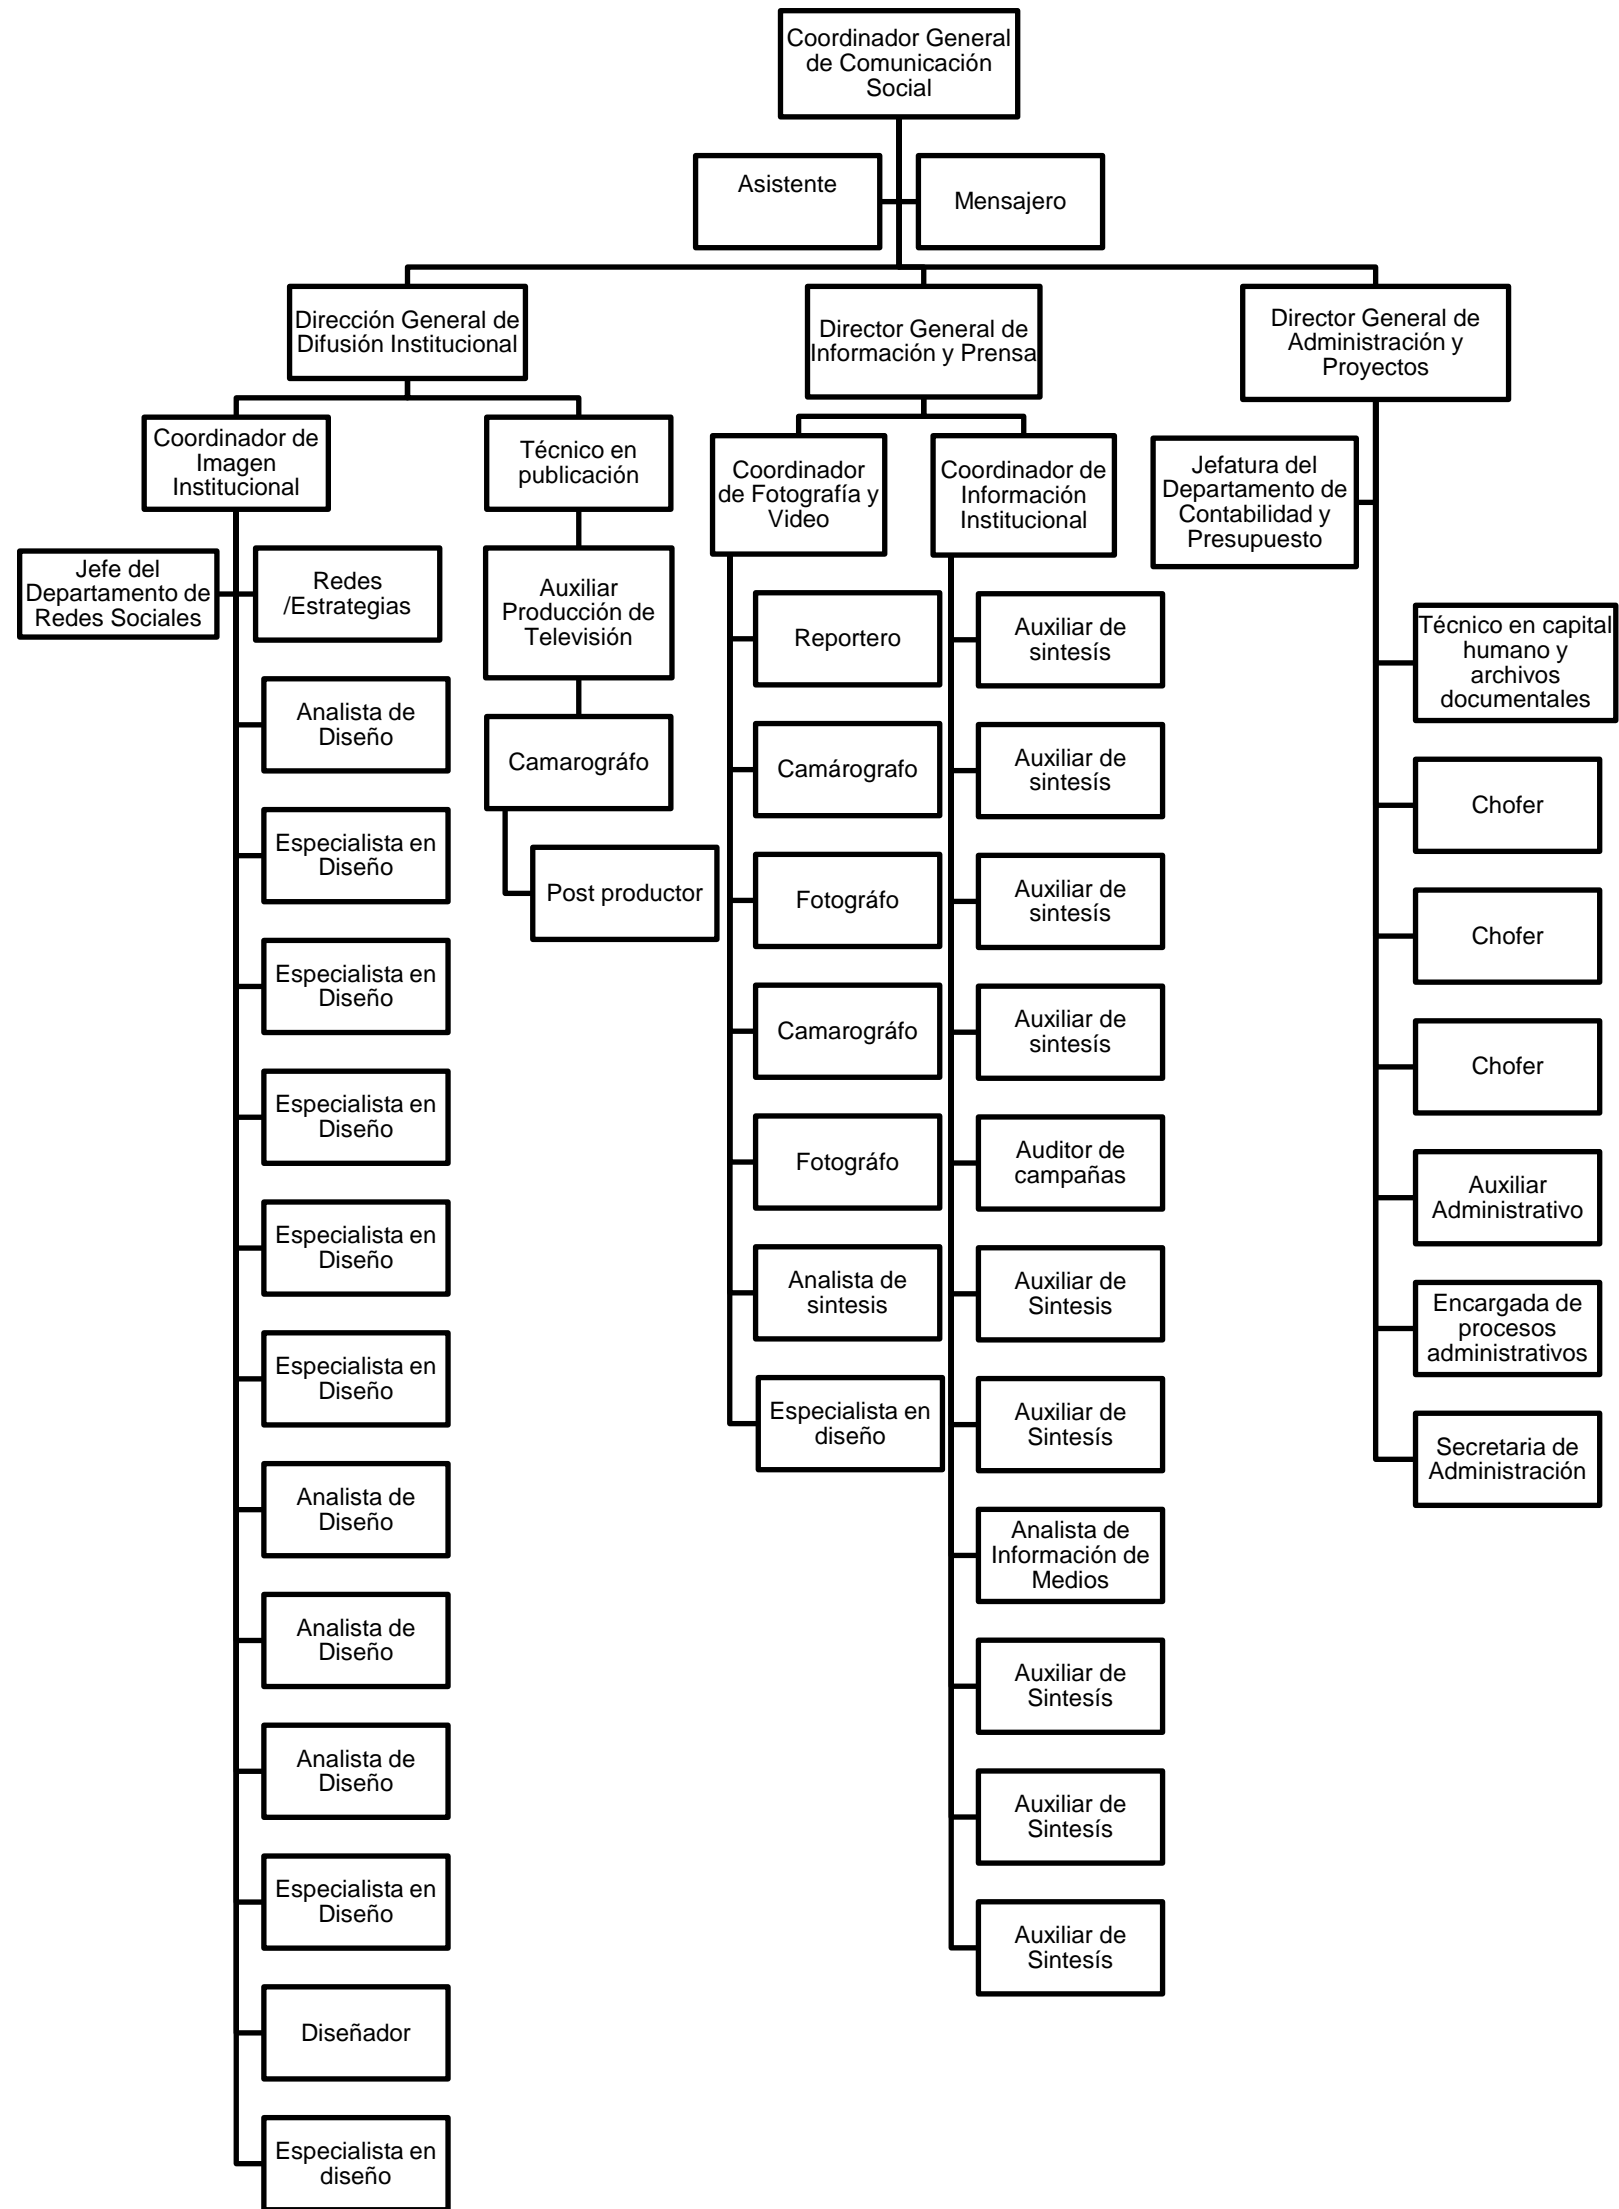 Coordinador General
de Comunicación
Social
Asistente
Mensajero
Dirección General de
Difusión Institucional
Director General de
Información y Prensa
Director General de
Administración y
Proyectos
Coordinador de
Imagen
Institucional
Técnico en
publicación
Coordinador
de Fotografía y
Video
Coordinador de
Información
Institucional
Jefatura del
Departamento de
Contabilidad y
Presupuesto
Jefe del
Departamento de
Redes Sociales
Redes
/Estrategias
Analista de
Diseño
Especialista en
Diseño
Especialista en
Diseño
Especialista en
Diseño
Especialista en
Diseño
Especialista en
Diseño
Analista de
Diseño
Analista de
Diseño
Analista de
Diseño
Especialista en
Diseño
Diseñador
Especialista en
diseño
Auxiliar
Producción de
Televisión
Camarográfo
Post productor
Reportero
Camárografo
Fotográfo
Camarográfo
Fotográfo
Analista de
sintesis
Especialista en
diseño
Auxiliar de
sintesís
Auxiliar de
sintesís
Auxiliar de
sintesís
Auxiliar de
sintesís
Auditor de
campañas
Auxiliar de
Sintesis
Auxiliar de
Sintesís
Analista de
Información de
Medios
Auxiliar de
Sintesís
Auxiliar de
Sintesís
Auxiliar de
Sintesís
Técnico en capital
humano y
archivos
documentales
Chofer
Chofer
Chofer
Auxiliar
Administrativo
Encargada de
procesos
administrativos
Secretaria de
Administración